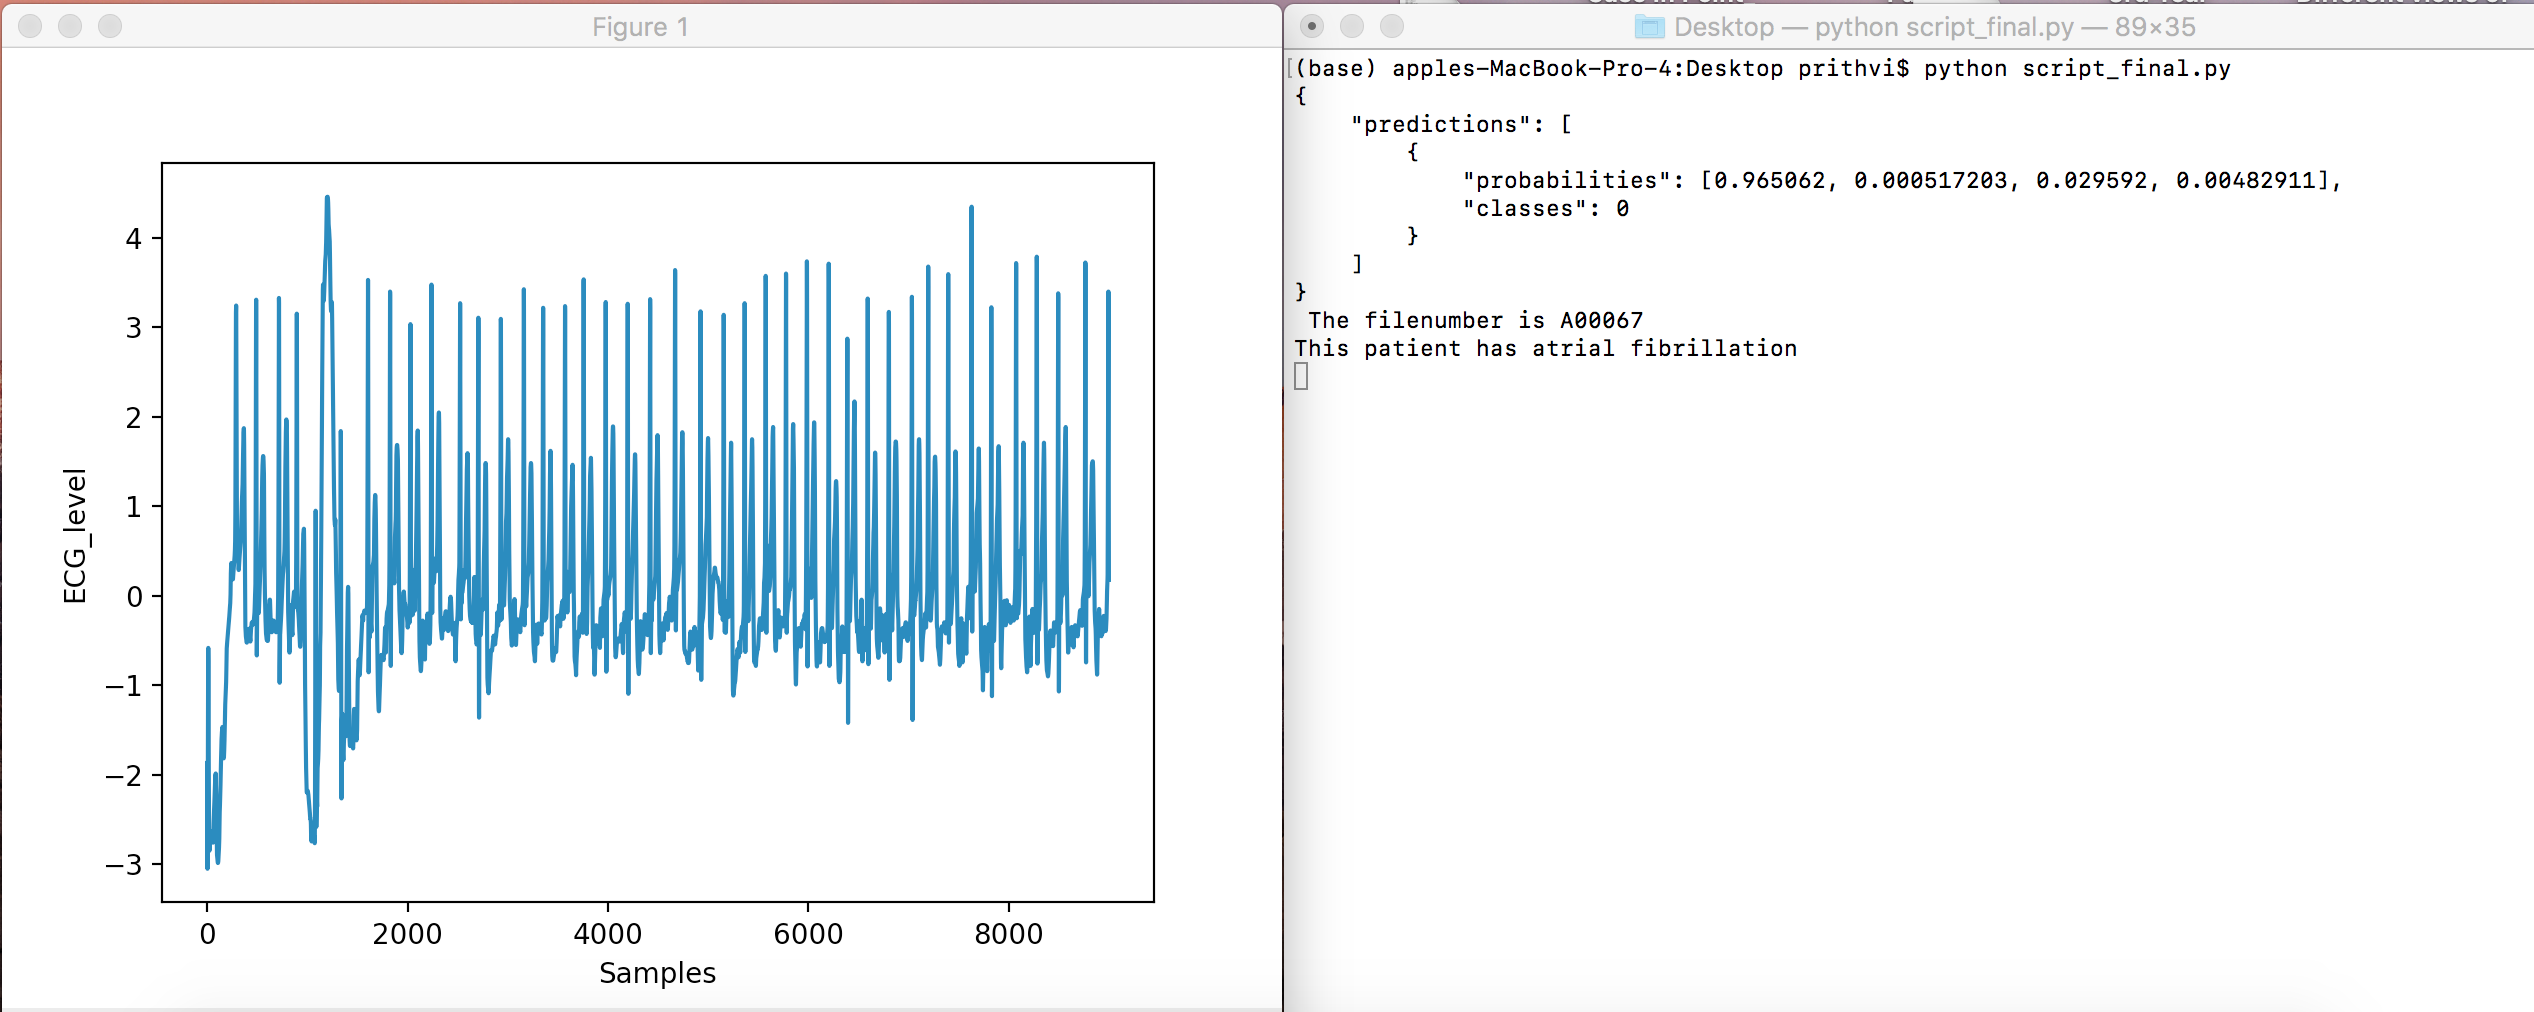 Figure 1
4
3
2
1
0
−1
−2
−3
ECG_level
0 2000 4000 6000 8000
Samples
Desktop — python script_final.py — 89×35
(base) apples-MacBook-Pro-4:Desktop prithvi$ python script_final.py
{
"predictions": [
{
"probabilities": [0.965062, 0.000517203, 0.029592, 0.00482911],
"classes": 0
}
]
}
The filenumber is A00067
This patient has atrial fibrillation